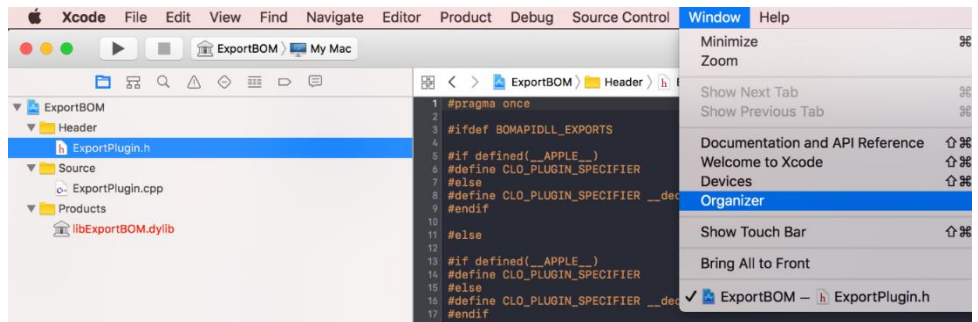 Xcode File Edit View Find Navigate Editor Product Debug Source Control Window Help
ExportBOM 〉 My Mac
Minimize ⌘
Zoom
Show Next Tab ⌘
Show Previous Tab ⌘
Documentation and API Reference ⇧⌘
Welcome to Xcode ⇧⌘
Devices ⇧⌘
Organizer
Show Touch Bar ⇧⌘
Bring All to Front
✓ ExportBOM — h ExportPlugin.h
ExportBOM
Header
h ExportPlugin.h
Source
c+ ExportPlugin.cpp
Products
libExportBOM.dylib
ExportBOM 〉 Header 〉 h
1 #pragma once
2
3 #ifdef BOMAPIDLL_EXPORTS
4
5 #if defined(__APPLE__)
6 #define CLO_PLUGIN_SPECIFIER
7 #else
8 #define CLO_PLUGIN_SPECIFIER __dec
9 #endif
10
11 #else
12
13 #if defined(__APPLE__)
14 #define CLO_PLUGIN_SPECIFIER
15 #else
16 #define CLO_PLUGIN_SPECIFIER __dec
17 #endif